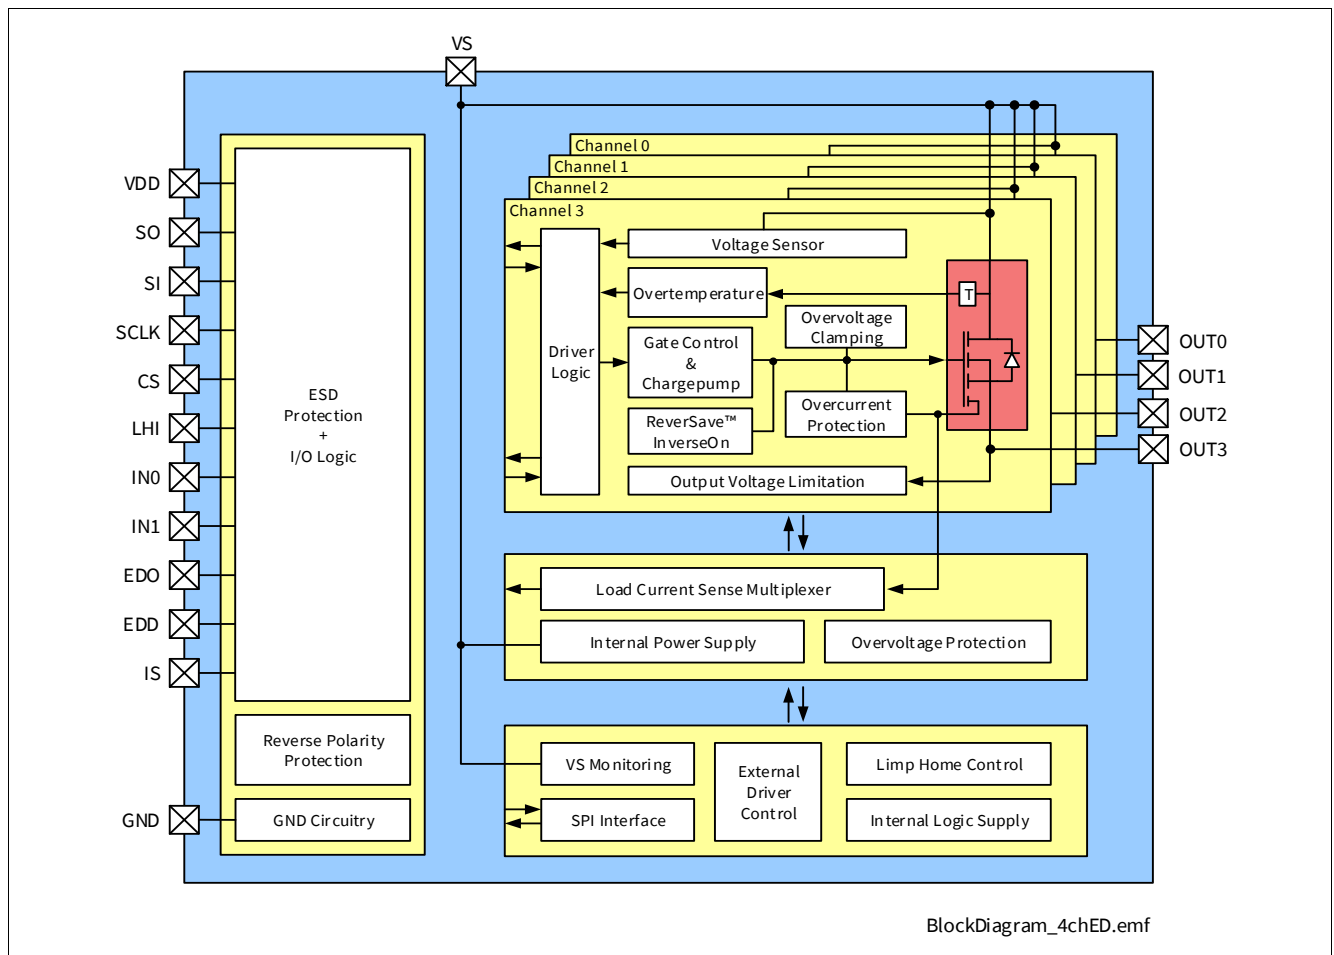 VS
VDD
SO
SI
SCLK
CS
LHI
IN0
IN1
EDO
EDD
IS
GND
ESD
Protection
+
I/O Logic
Reverse Polarity
Protection
GND Circuitry
Channel 0
Channel 1
Channel 2
Channel 3
Driver
Logic
Voltage Sensor
Overtemperature
T
Gate Control
&
Chargepump
Overvoltage
Clamping
ReverSave™
InverseOn
Overcurrent
Protection
Output Voltage Limitation
OUT0
OUT1
OUT2
OUT3
Load Current Sense Multiplexer
Internal Power Supply
Overvoltage Protection
VS Monitoring
SPI Interface
External
Driver
Control
Limp Home Control
Internal Logic Supply
BlockDiagram_4chED.emf